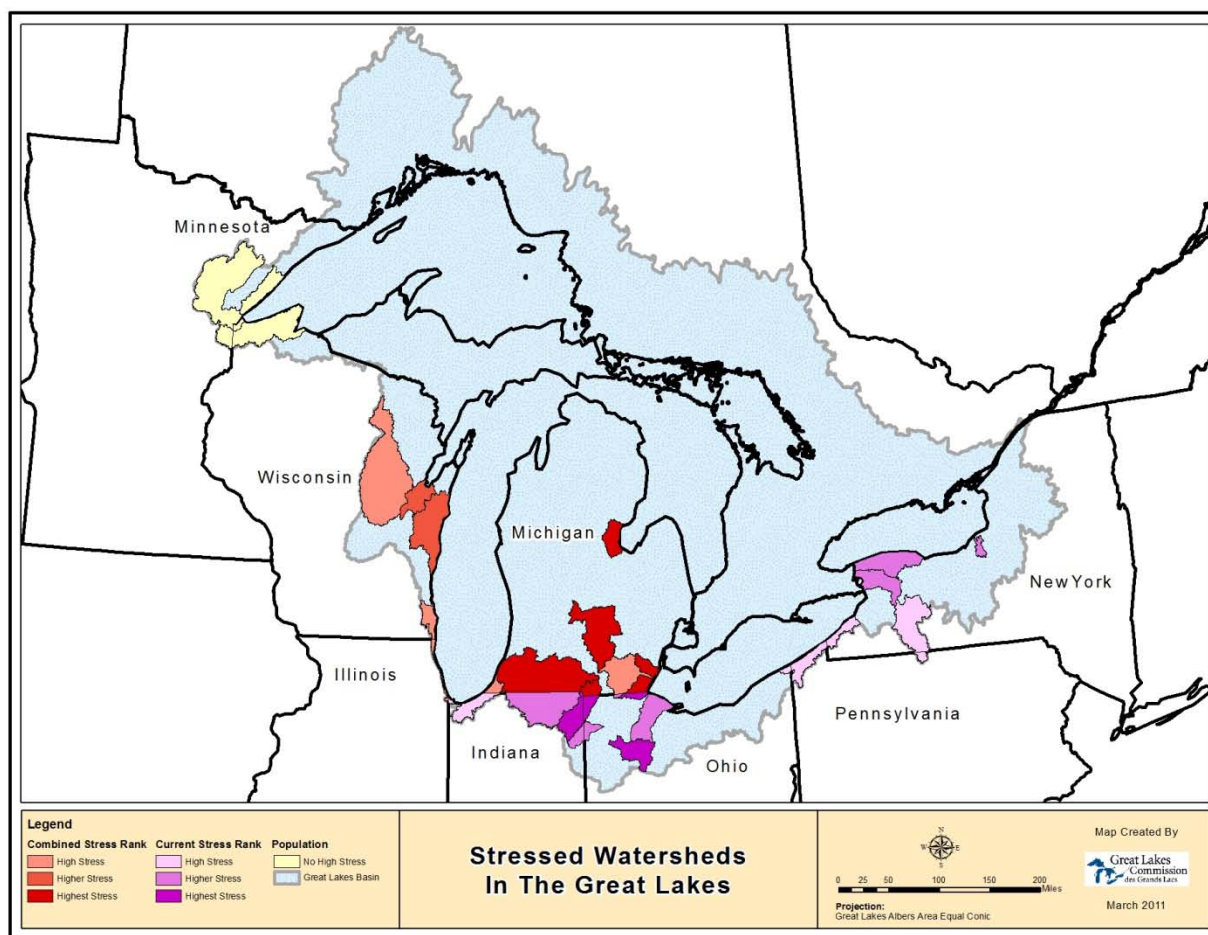 Minnesota
Wisconsin
Michigan
New York
Illinois
Indiana
Ohio
Pennsylvania
Legend
Combined Stress Rank
High Stress
Higher Stress
Highest Stress
Current Stress Rank
High Stress
Higher Stress
Highest Stress
Population
No High Stress
Great Lakes Basin
Stressed Watersheds
In The Great Lakes
N
W E
S
0 25 50 100 150 200
Miles
Projection:
Great Lakes Albers Area Equal Conic
Map Created By
Great Lakes
Commission
des Grands Lacs
March 2011